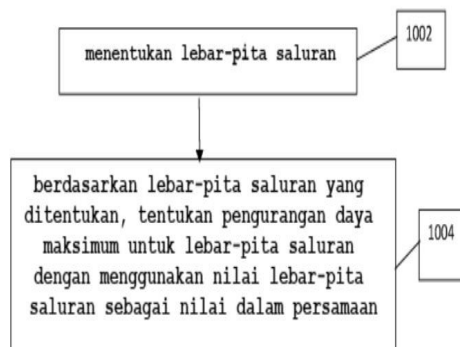 menentukan lebar-pita saluran
1002
berdasarkan lebar-pita saluran yang
ditentukan, tentukan pengurangan daya
maksimum untuk lebar-pita saluran
dengan menggunakan nilai lebar-pita
saluran sebagai nilai dalam persamaan
1004